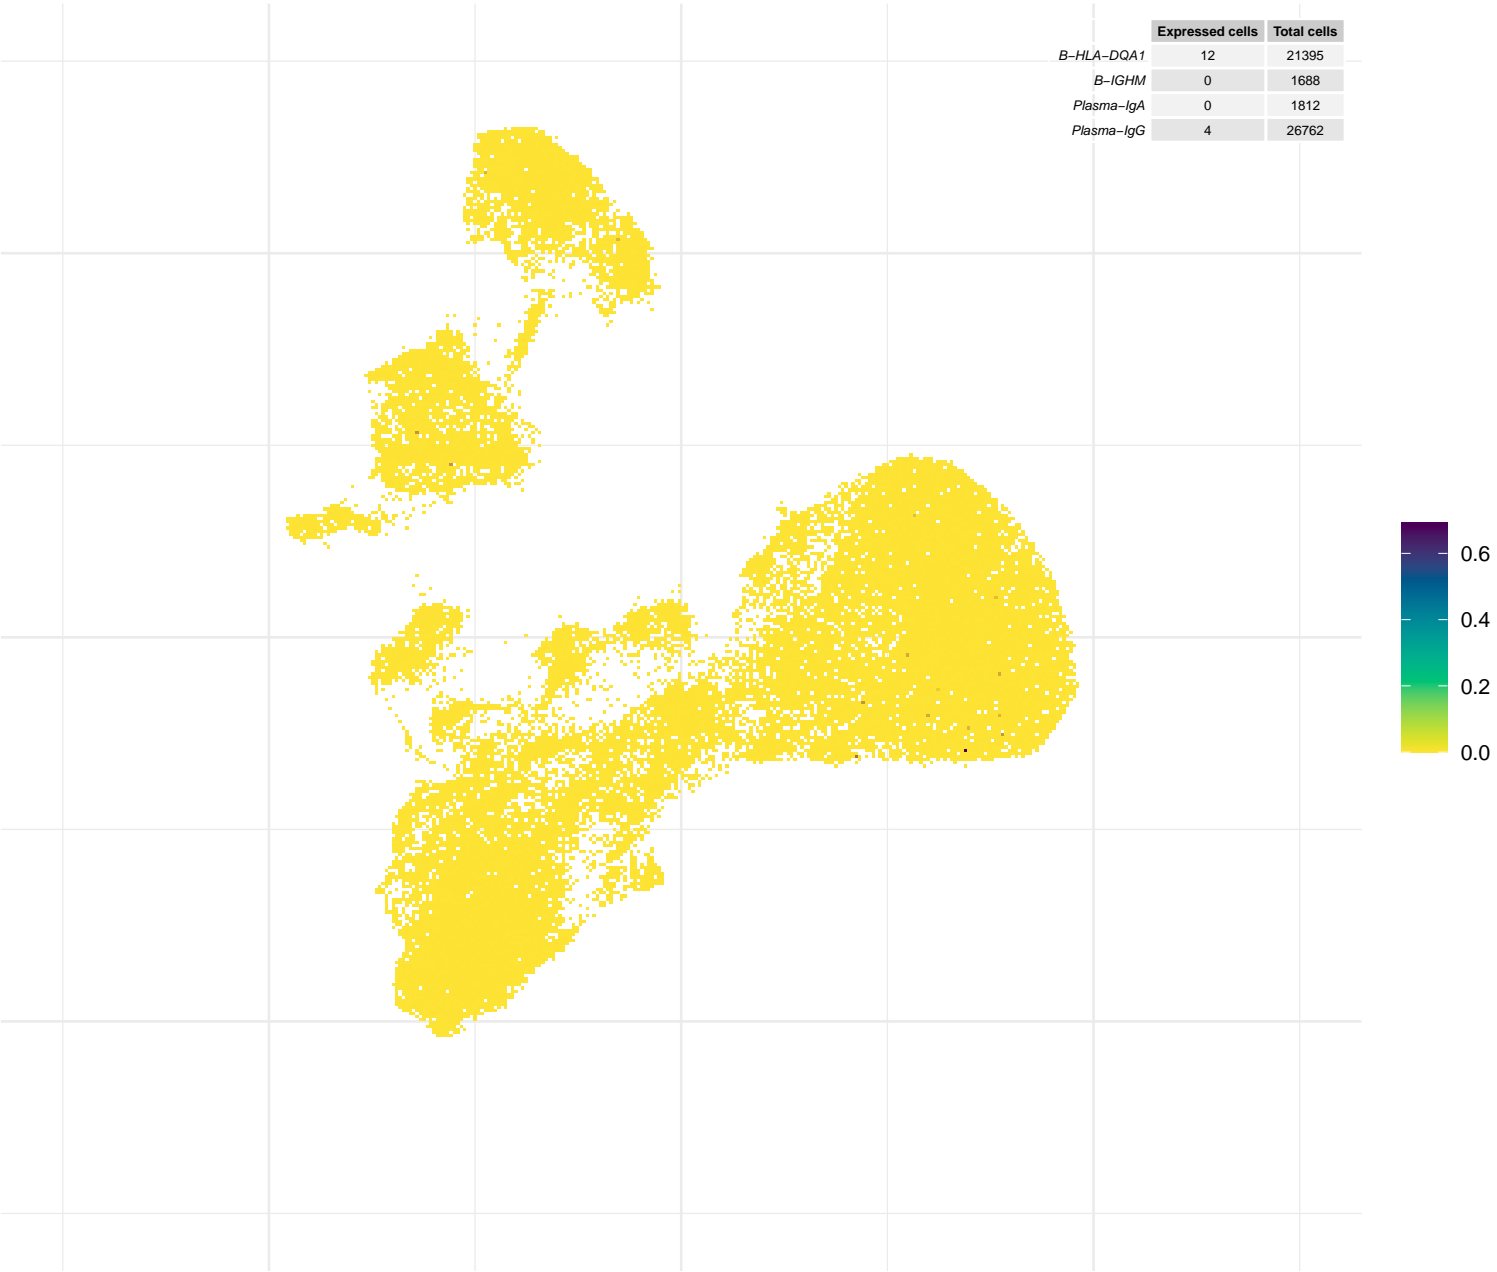 Expressed cells Total cells
B−HLA−DQA1 12 21395
B−IGHM 0 1688
Plasma−IgA 0 1812
Plasma−IgG 4 26762
0.6
0.4
0.2
0.0